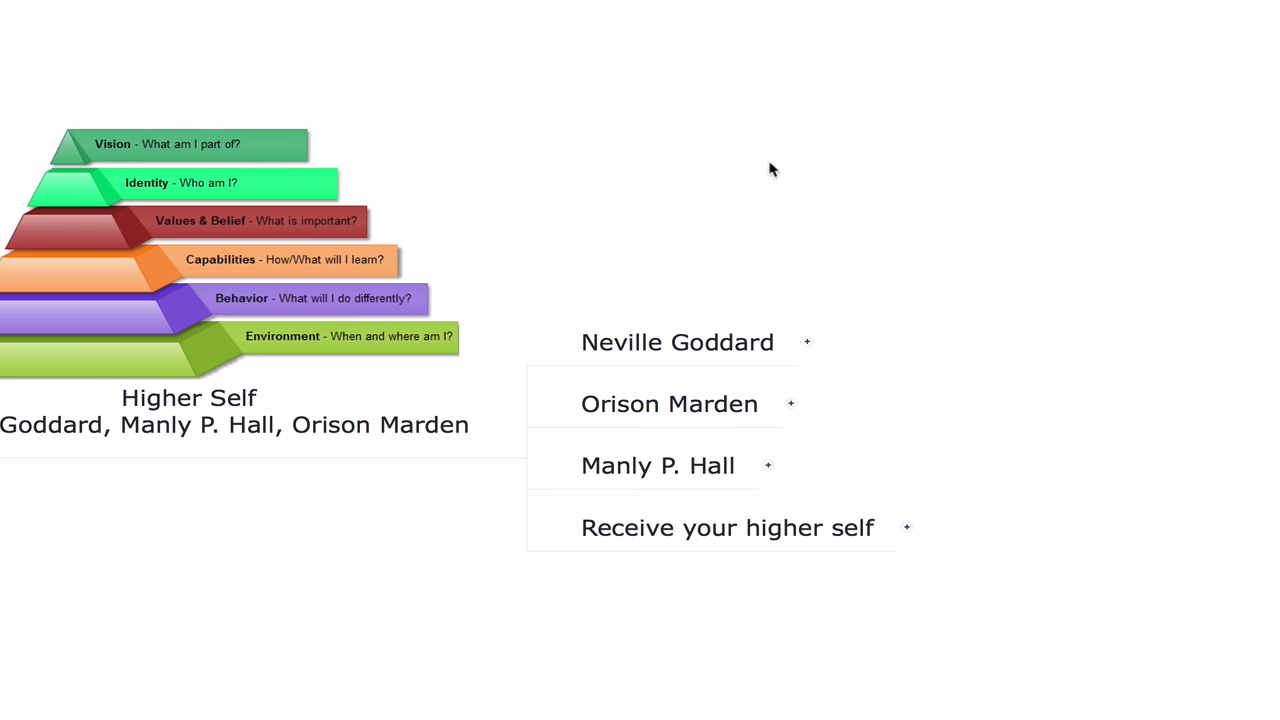 Vision - What am I part of?
Identity - Who am I?
Values & Belief - What is important?
Capabilities - How/What will I learn?
Behavior - What will I do differently?
Environment - When and where am I?
Higher Self
Goddard, Manly P. Hall, Orison Marden
Neville Goddard
Orison Marden
Manly P. Hall
Receive your higher self